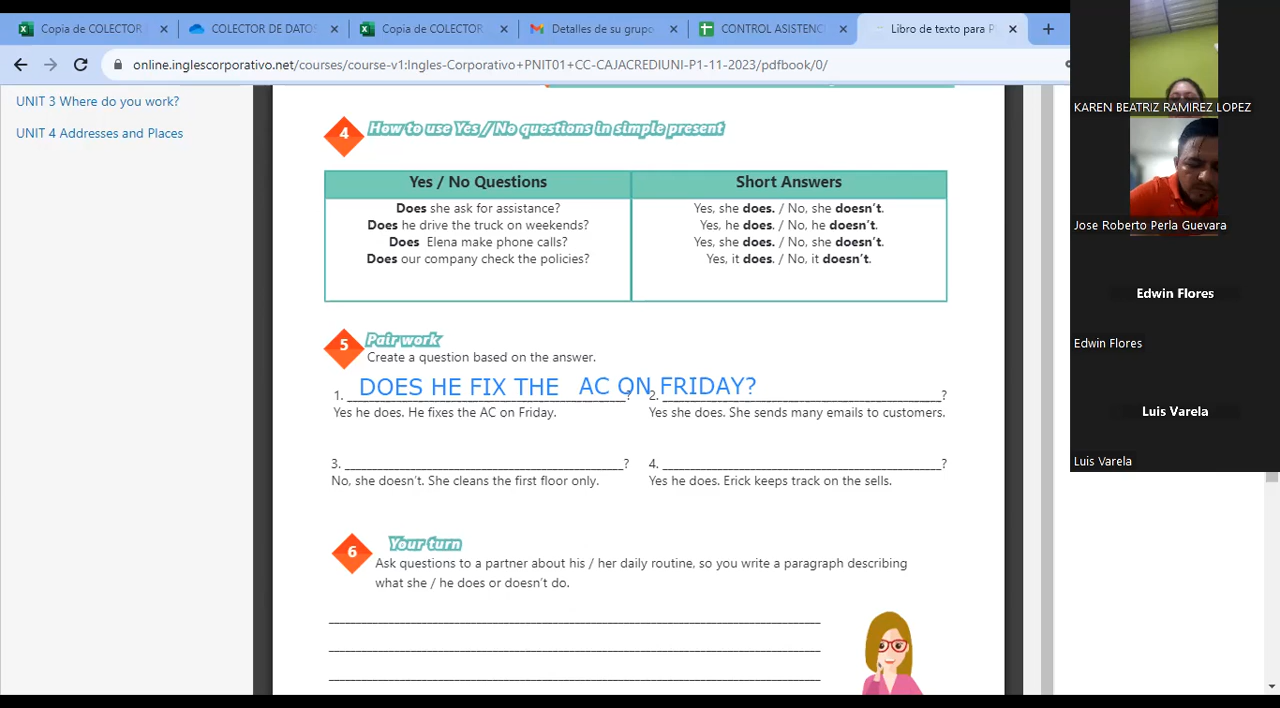 Copia de COLECTOR
COLECTOR DE DATOS
Copia de COLECTOR
Detalles de su grupo
CONTROL ASISTENCI
Libro de texto para P
online.inglescorporativo.net/courses/course-v1:Ingles-Corporativo+PNIT01+CC-CAJACREDIUNI-P1-11-2023/pdfbook/0/
UNIT 3 Where do you work?
UNIT 4 Addresses and Places
4 How to use Yes / No questions in simple present
Yes / No Questions Short Answers
Does she ask for assistance? Yes, she does. / No, she doesn't.
Does he drive the truck on weekends? Yes, he does. / No, he doesn't.
Does Elena make phone calls? Yes, she does. / No, she doesn't.
Does our company check the policies? Yes, it does. / No, it doesn't.
5 Pair work
Create a question based on the answer.
DOES HE FIX THE AC ON FRIDAY?
1. ______? 2. ______?
Yes he does. He fixes the AC on Friday. Yes she does. She sends many emails to customers.
3. ______? 4. ______?
No, she doesn't. She cleans the first floor only. Yes he does. Erick keeps track on the sells.
6 Your turn
Ask questions to a partner about his / her daily routine, so you write a paragraph describing
what she / he does or doesn't do.
KAREN BEATRIZ RAMIREZ LOPEZ
Jose Roberto Perla Guevara
Edwin Flores
Edwin Flores
Luis Varela
Luis Varela